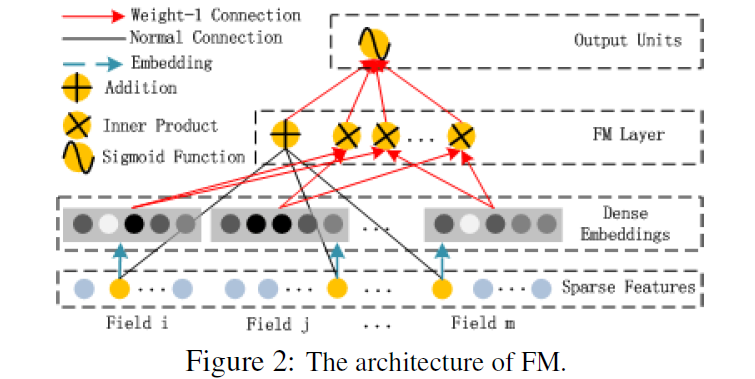 Weight-1 Connection
Normal Connection
Embedding
Addition
Inner Product
Sigmoid Function
Output Units
FM Layer
...
Dense
Embeddings
...
Sparse Features
... ... ... ... ...
Field i Field j ... Field m
Figure 2: The architecture of FM.